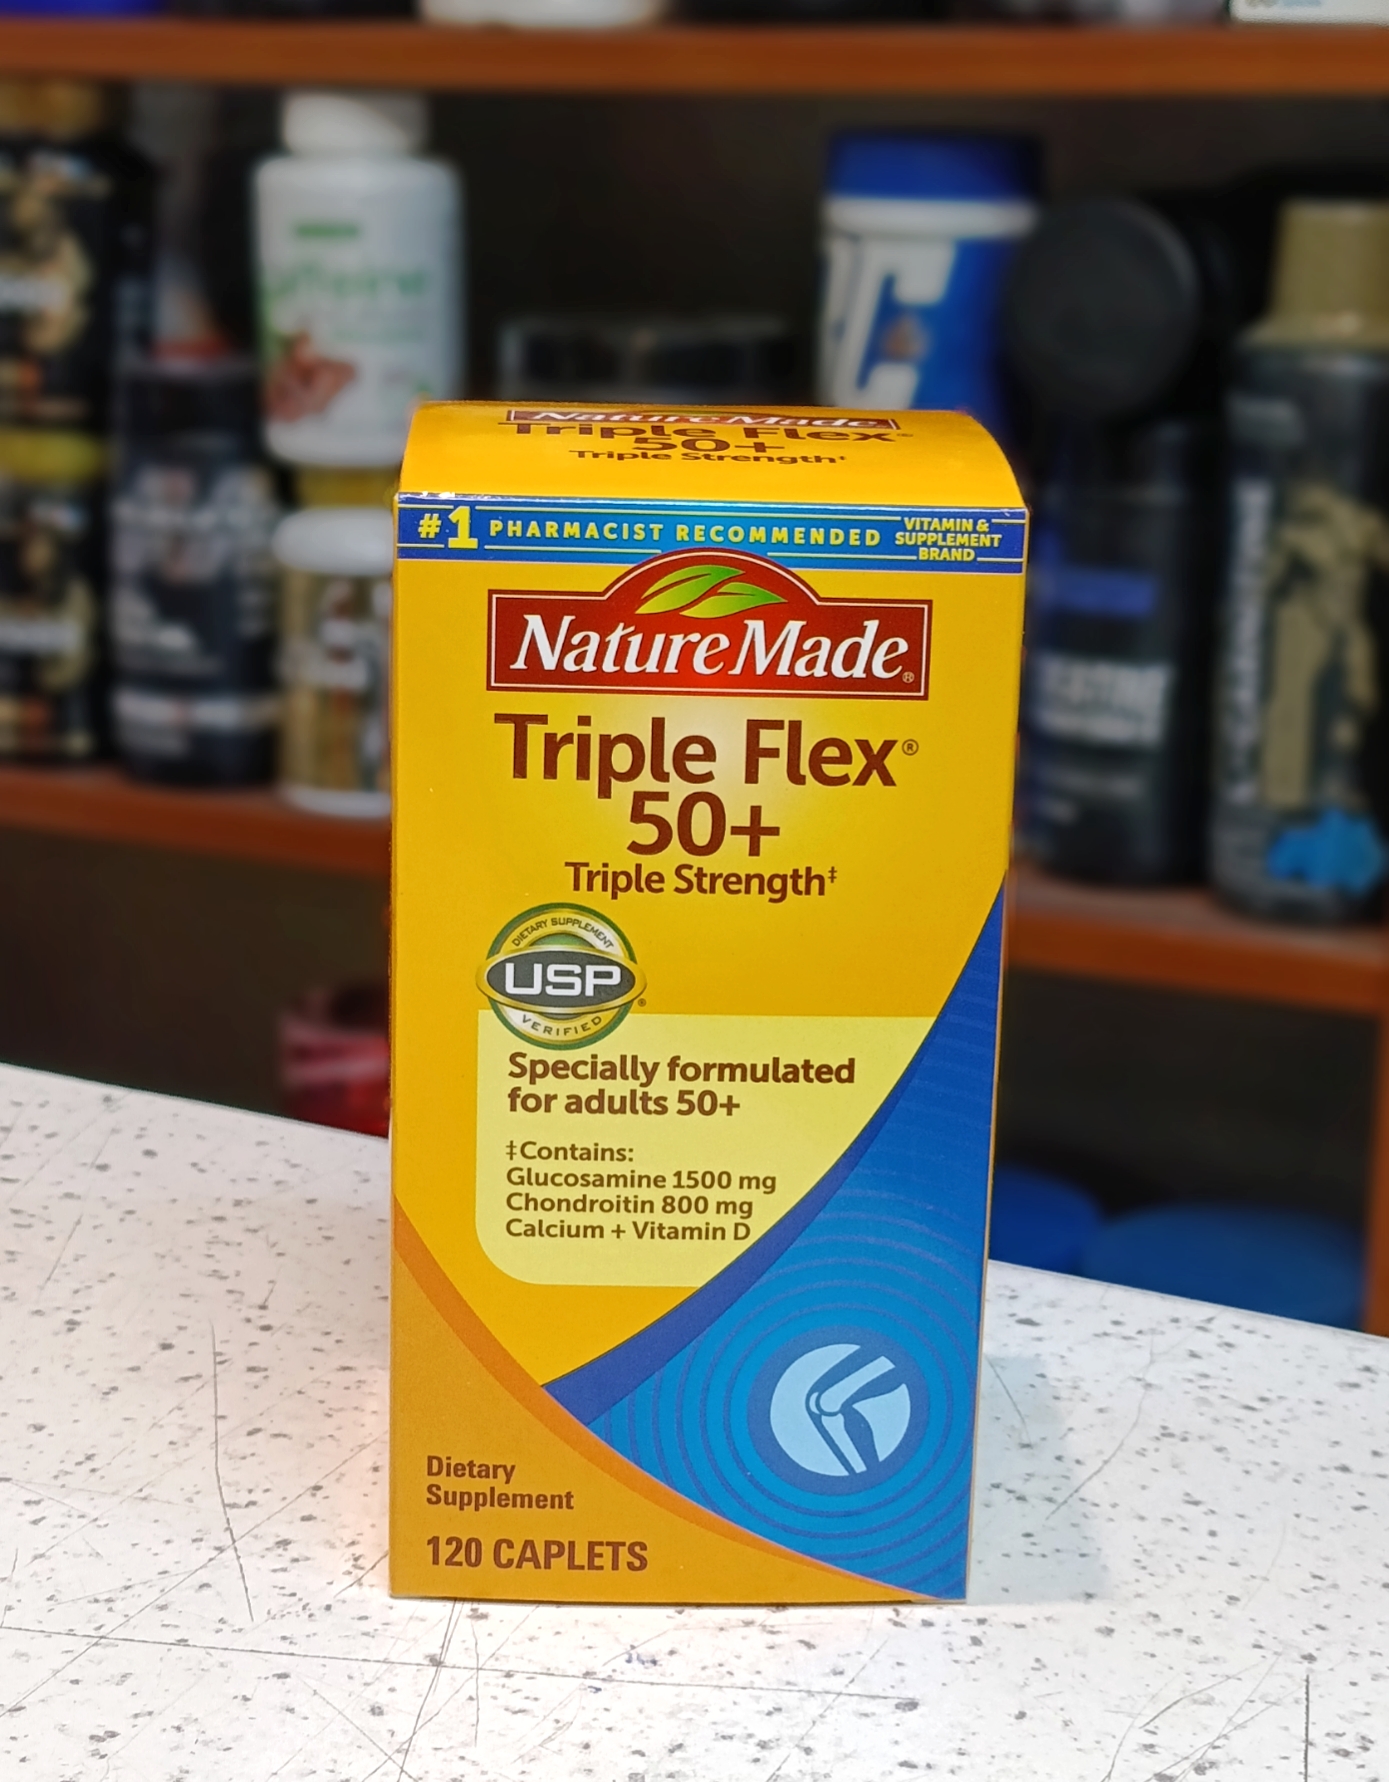 Nature Made
Triple Flex®
50+
Triple Strength‡
#1 PHARMACIST RECOMMENDED
VITAMIN &
SUPPLEMENT
BRAND
Nature Made®
Triple Flex®
50+
Triple Strength‡
DIETARY SUPPLEMENT
USP®
VERIFIED
Specially formulated
for adults 50+
‡Contains:
Glucosamine 1500 mg
Chondroitin 800 mg
Calcium + Vitamin D
Dietary
Supplement
120 CAPLETS